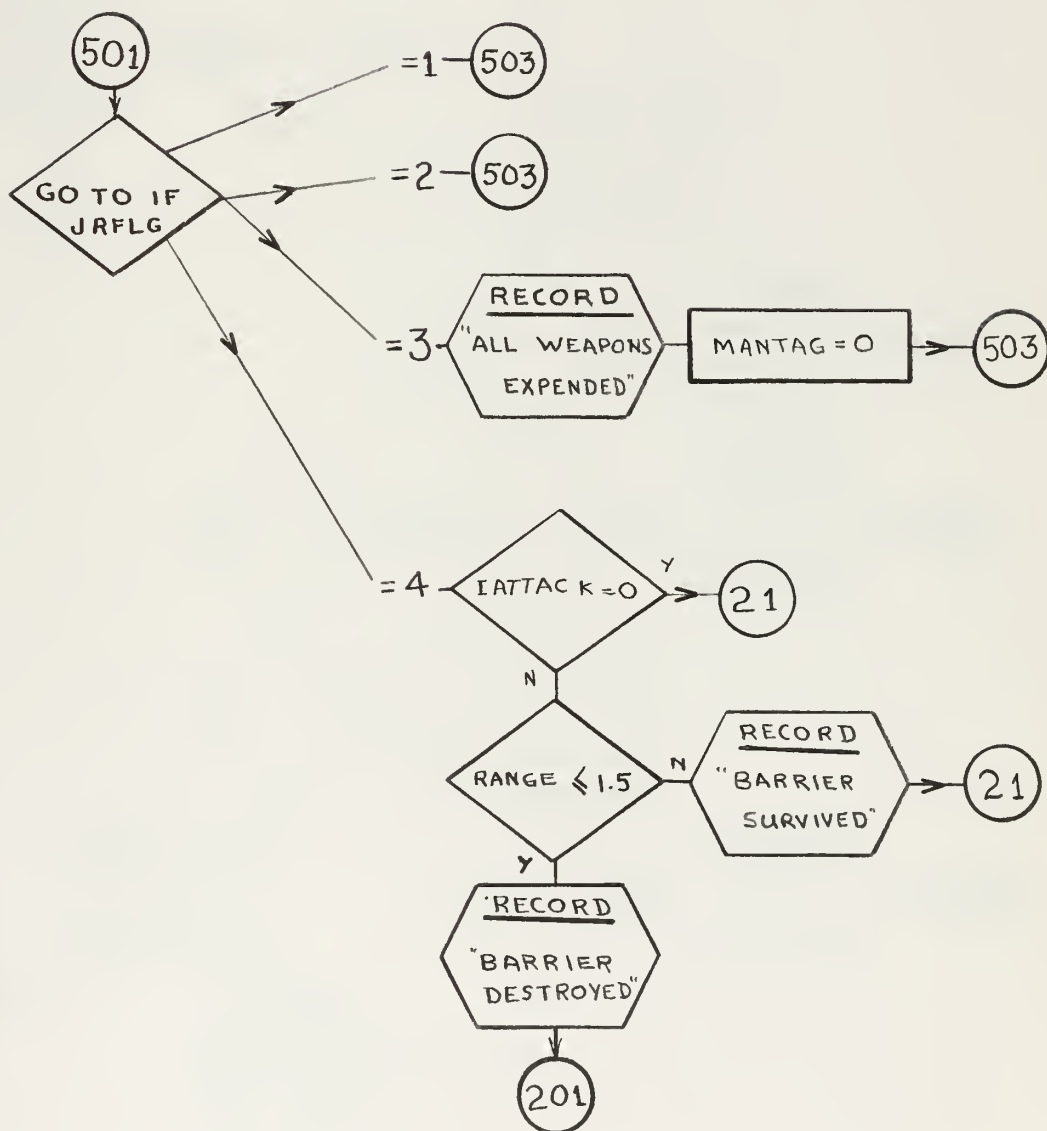 501
GO TO IF
JRFLG
=1
503
=2
503
=3
RECORD
"ALL WEAPONS
EXPENDED"
MANTAG = 0
503
=4
IATTACK = 0
Y
21
N
RANGE ≤ 1.5
N
RECORD
"BARRIER
SURVIVED"
21
Y
RECORD
"BARRIER
DESTROYED"
201